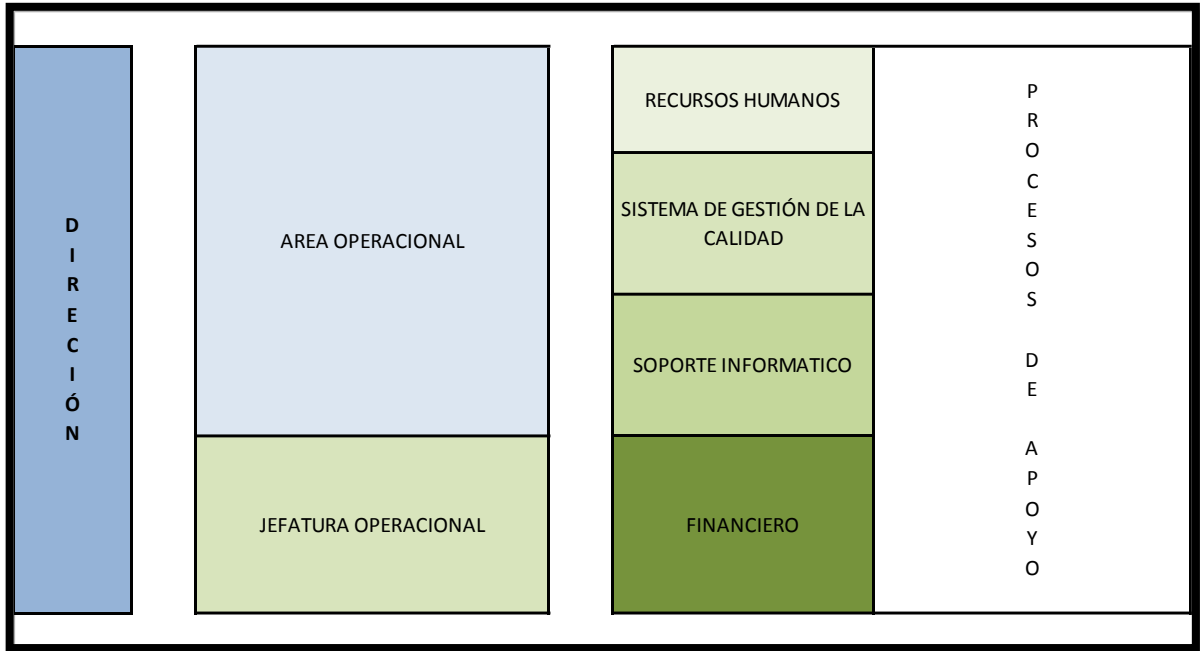 DIRECIÓN
AREA OPERACIONAL
JEFATURA OPERACIONAL
RECURSOS HUMANOS
SISTEMA DE GESTIÓN DE LA
CALIDAD
SOPORTE INFORMATICO
FINANCIERO
PROCESOS DE APOYO